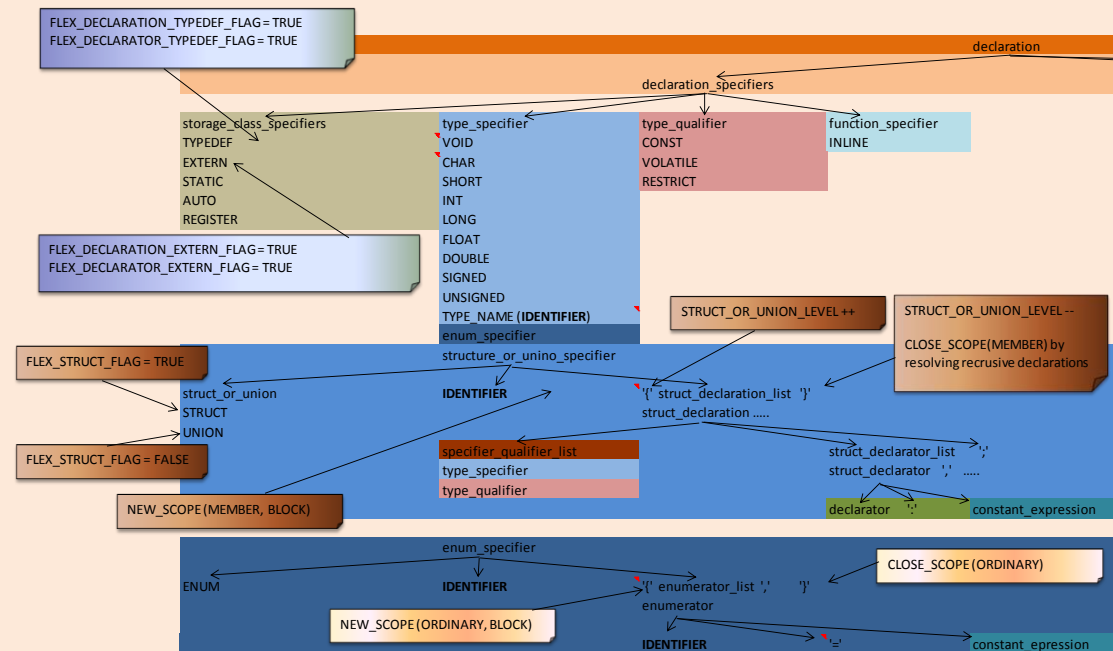 FLEX_DECLARATION_TYPEDEF_FLAG = TRUE
FLEX_DECLARATOR_TYPEDEF_FLAG = TRUE
declaration
declaration_specifiers
storage_class_specifiers
TYPEDEF
EXTERN
STATIC
AUTO
REGISTER
type_specifier
VOID
CHAR
SHORT
INT
LONG
FLOAT
DOUBLE
SIGNED
UNSIGNED
TYPE_NAME (IDENTIFIER)
enum_specifier
type_qualifier
CONST
VOLATILE
RESTRICT
function_specifier
INLINE
FLEX_DECLARATION_EXTERN_FLAG = TRUE
FLEX_DECLARATOR_EXTERN_FLAG = TRUE
STRUCT_OR_UNION_LEVEL ++
STRUCT_OR_UNION_LEVEL --
CLOSE_SCOPE(MEMBER) by
resolving recrusive declarations
structure_or_unino_specifier
FLEX_STRUCT_FLAG = TRUE
struct_or_union
STRUCT
UNION
FLEX_STRUCT_FLAG = FALSE
IDENTIFIER
'{' struct_declaration_list '}'
struct_declaration .....
specifier_qualifier_list
type_specifier
type_qualifier
struct_declarator_list ';'
struct_declarator ',' .....
NEW_SCOPE(MEMBER, BLOCK)
declarator ':' constant_expression
enum_specifier
ENUM
IDENTIFIER
'{' enumerator_list ',' '}'
enumerator
CLOSE_SCOPE(ORDINARY)
NEW_SCOPE(ORDINARY, BLOCK)
IDENTIFIER '=' constant_epression